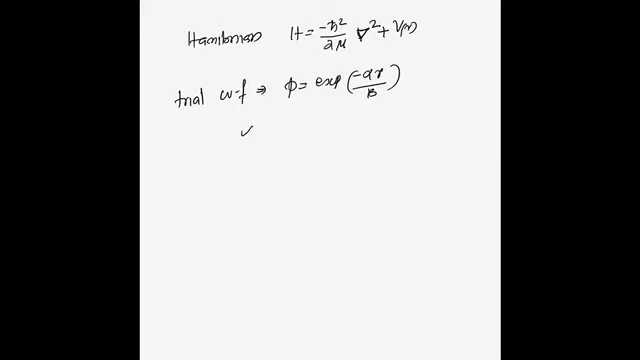 Hamiltonian H = -ħ²/2μ ∇² + V(r)
trial w-f ⇒ φ = exp(-αr/B)